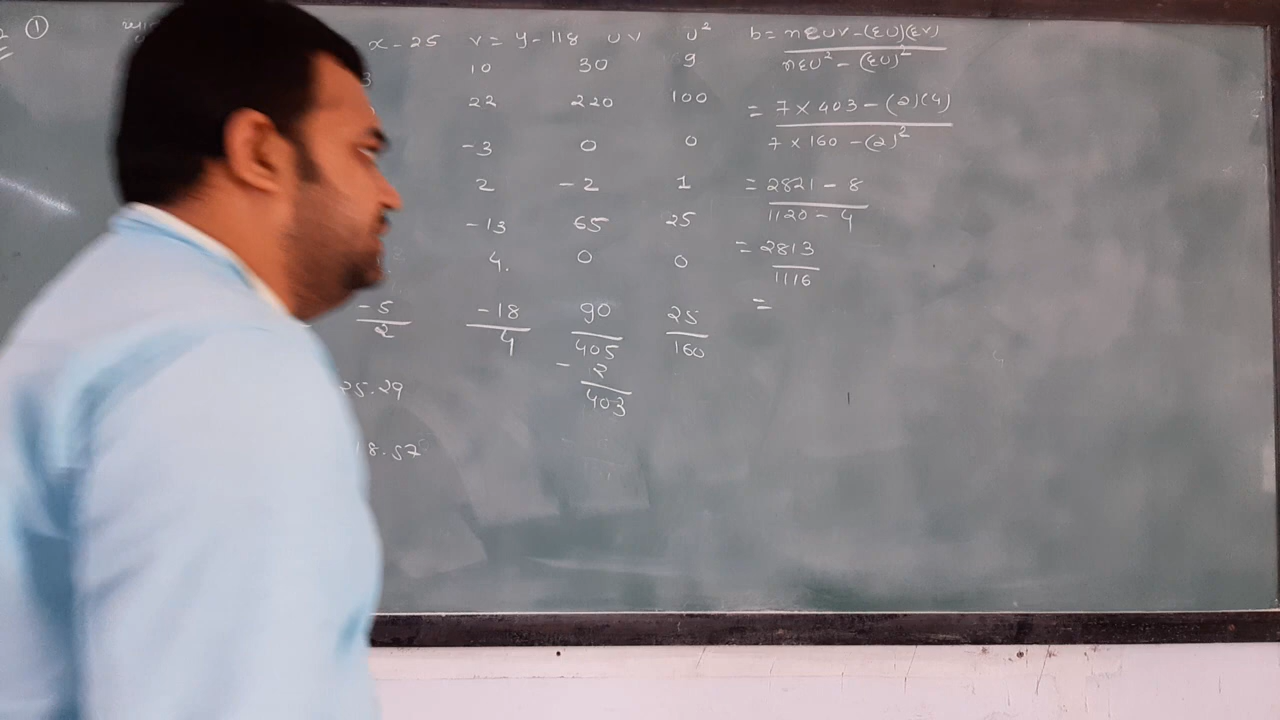 ①
x - 25 v = y - 118 uv u²
3 10 30 9
22 220 100
-3 0 0
2 -2 1
-13 65 25
4. 0 0
-5 -18 90 25
2 4 405 160
- 2
403
25.29
18.57
b = nΣuv - (Σu)(Σv)
nΣu² - (Σu)²
= 7 × 403 - (2)(4)
7 × 160 - (2)²
= 2821 - 8
1120 - 4
= 2813
1116
=